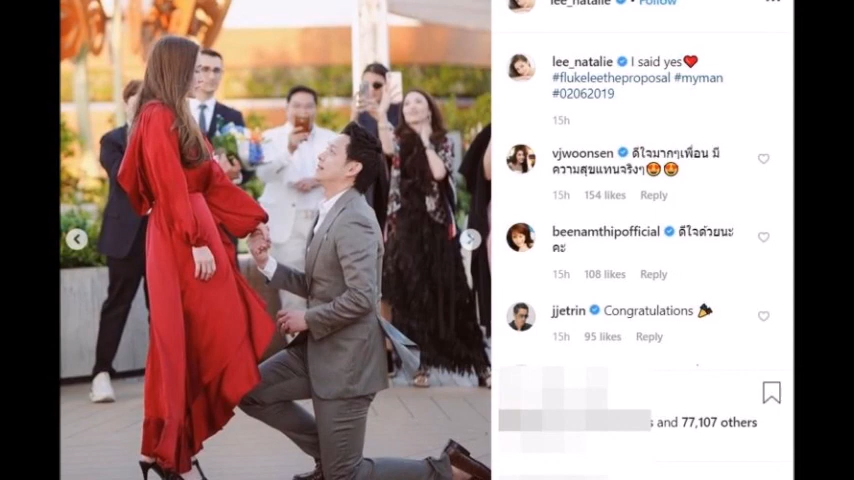 lee_natalie • Follow
lee_natalie I said yes❤
#flukeleetheproposal #myman
#02062019
15h
vjwoonsen ดีใจมากๆเพื่อน มี
ความสุขแทนจริงๆ😍😍
15h 154 likes Reply
beenamthipofficial ดีใจด้วยนะ
คะ
15h 108 likes Reply
jjetrin Congratulations 🎉
15h 95 likes Reply
and 77,107 others